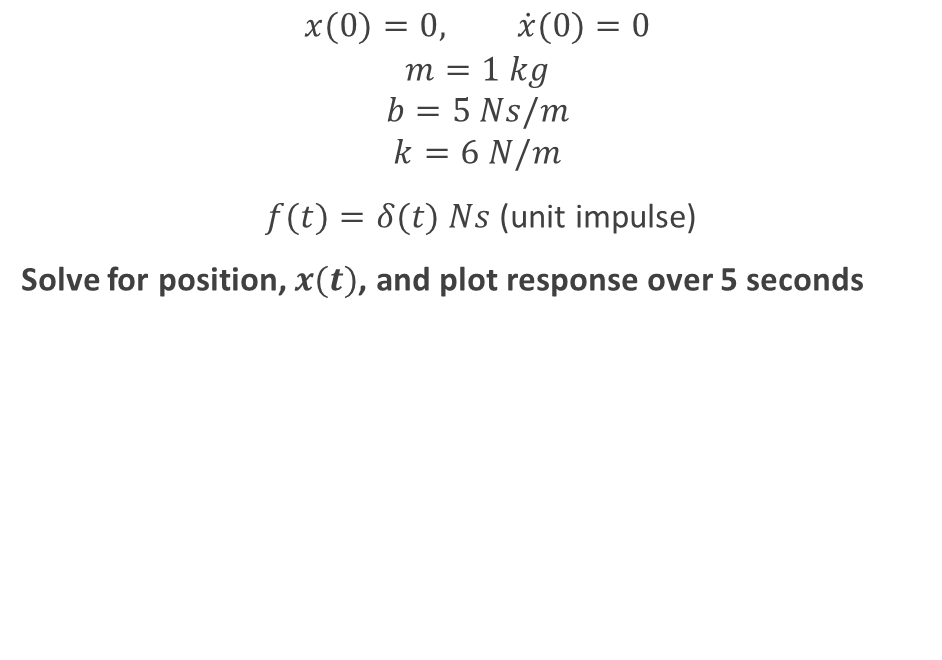 x(0) = 0, ẋ(0) = 0
m = 1 kg
b = 5 Ns/m
k = 6 N/m
f(t) = δ(t) Ns (unit impulse)
Solve for position, x(t), and plot response over 5 seconds